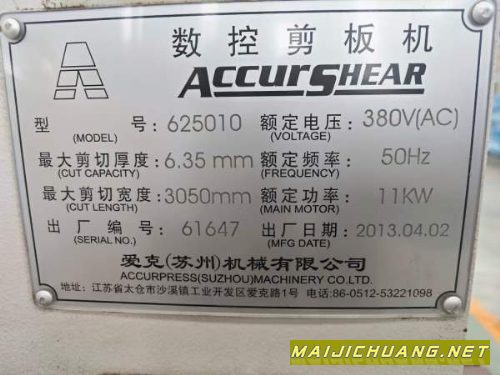 数控剪板机
ACCURSHEAR
型 号: 625010 额定电压: 380V(AC)
(MODEL) (VOLTAGE)
最大剪切厚度: 6.35 mm 额定频率: 50Hz
(CUT CAPACITY) (FREQUENCY)
最大剪切宽度: 3050mm 额定功率: 11KW
(CUT LENGTH) (MAIN MOTOR)
出厂编号: 61647 出厂日期: 2013.04.02
(SERIAL NO.) (MFG DATE)
爱克(苏州)机械有限公司
ACCURPRESS(SUZHOU)MACHINERY CO.LTD.
地址: 江苏省太仓市沙溪镇工业开发区爱克路1号 电话:86-0512-53221098
MAIJICHUANG.NET